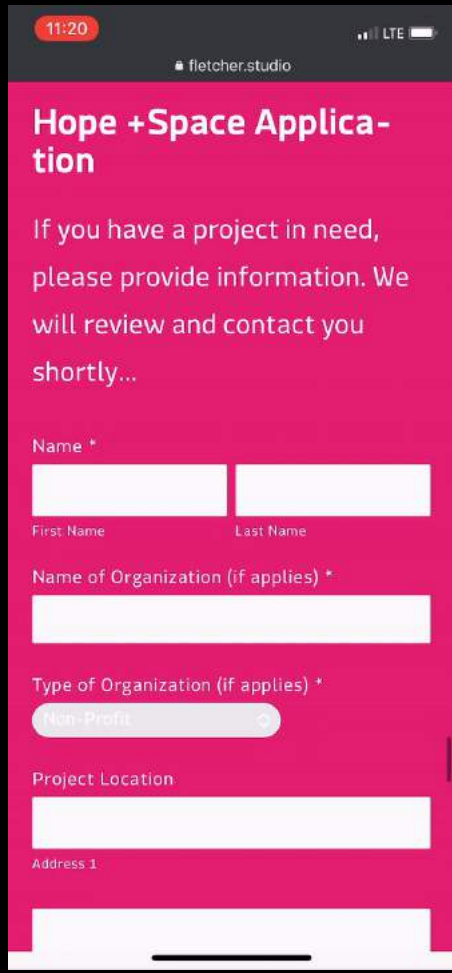 11:20
LTE
fletcher.studio
Hope +Space Applica-
tion
If you have a project in need,
please provide information. We
will review and contact you
shortly...
Name *
First Name Last Name
Name of Organization (if applies) *
Type of Organization (if applies) *
Non-Profit
Project Location
Address 1